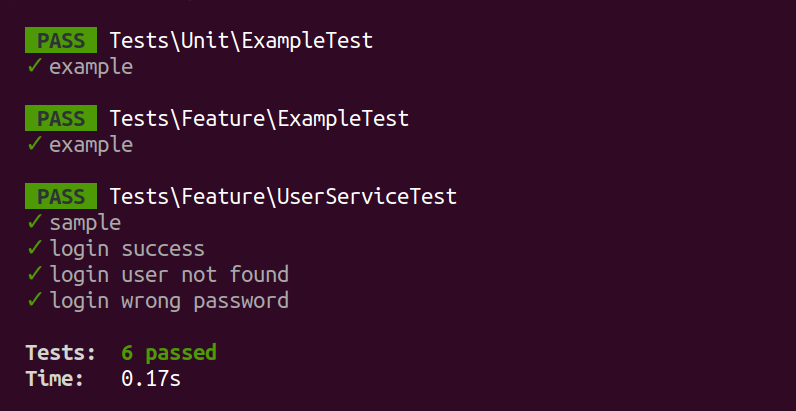 PASS Tests\Unit\ExampleTest
✓ example
PASS Tests\Feature\ExampleTest
✓ example
PASS Tests\Feature\UserServiceTest
✓ sample
✓ login success
✓ login user not found
✓ login wrong password
Tests: 6 passed
Time: 0.17s